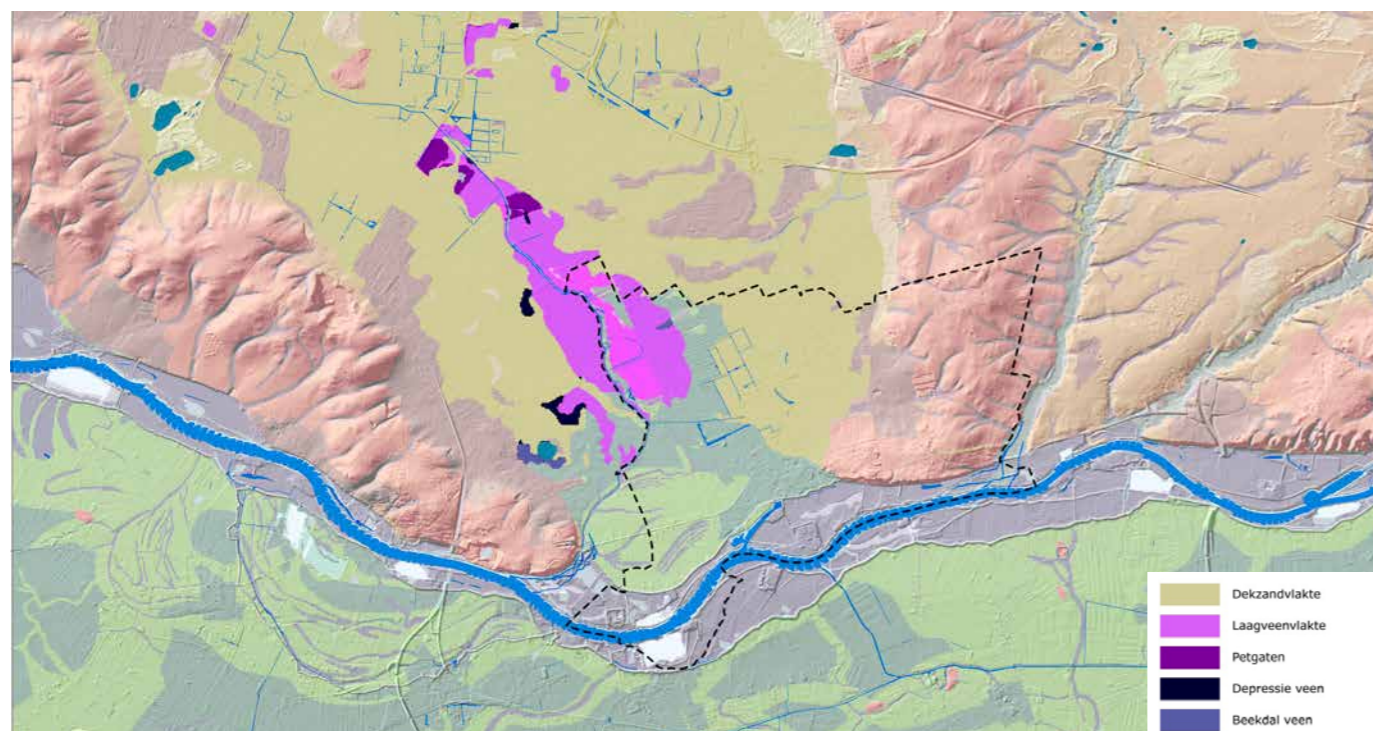 Dekzandvlakte
Laagveenvlakte
Petgaten
Depressie veen
Beekdal veen